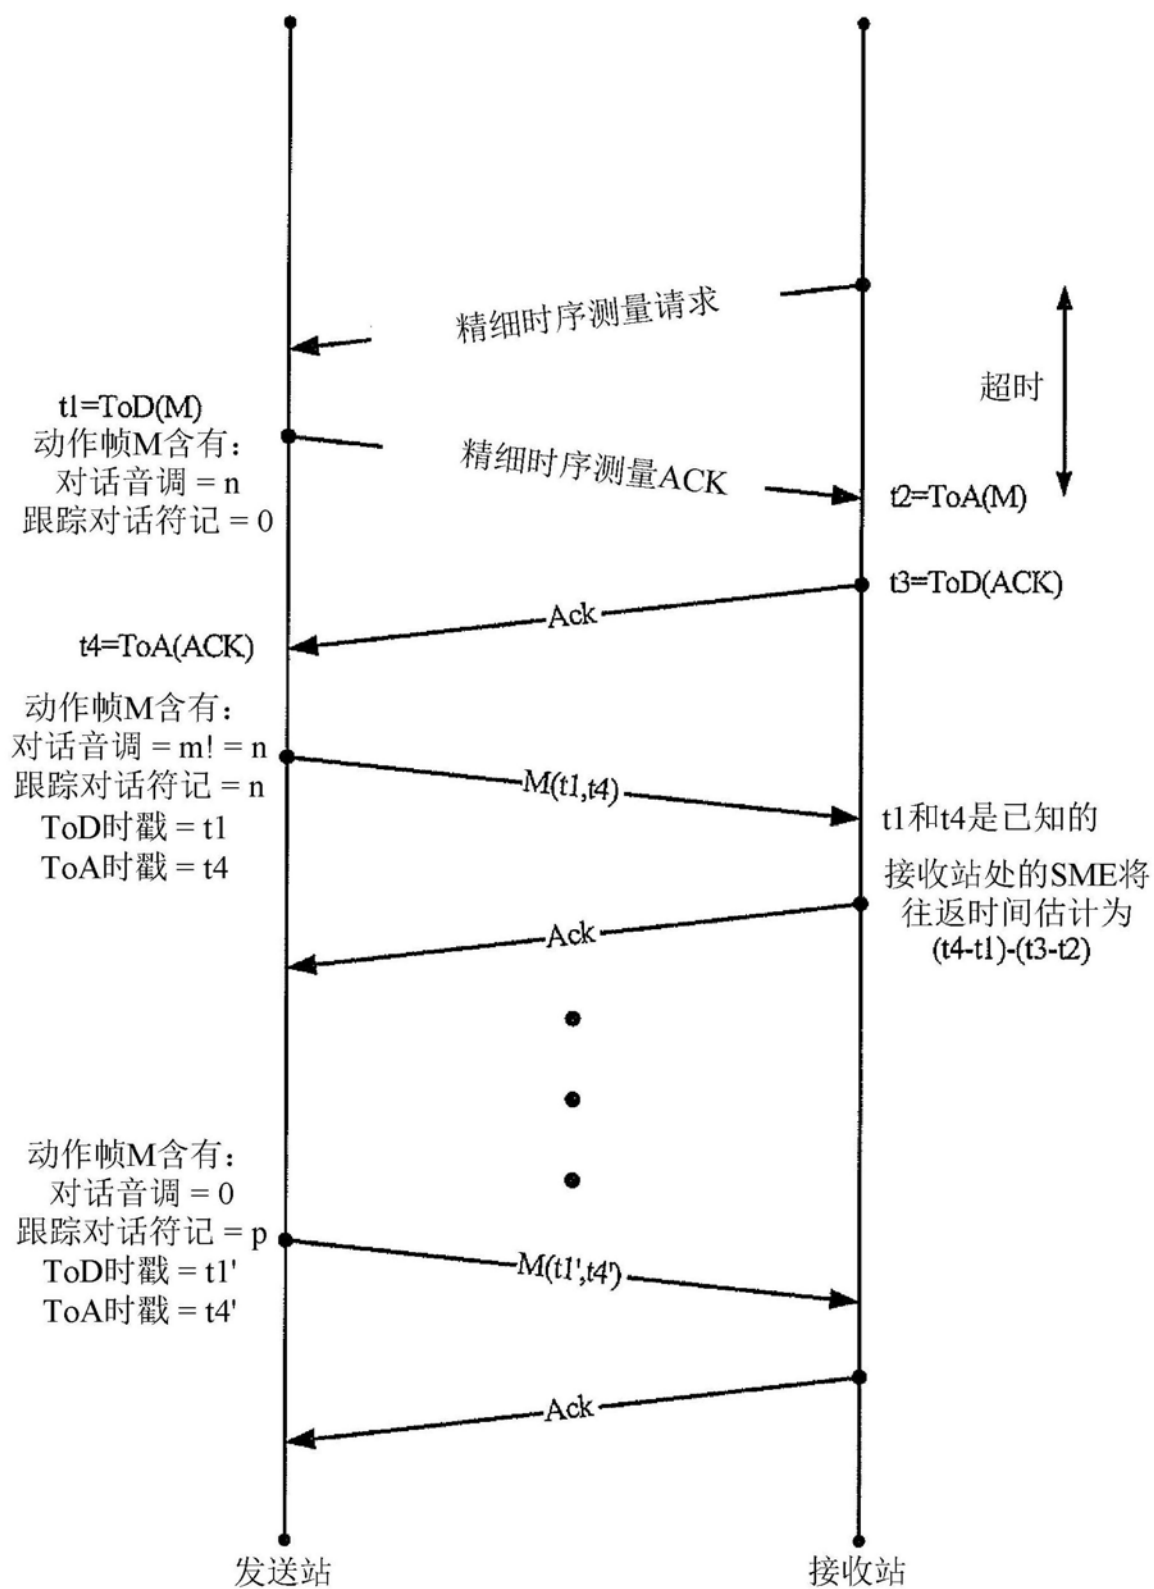 精细时序测量请求
超时
t1=ToD(M)
动作帧M含有：
对话音调 = n
跟踪对话符记 = 0
精细时序测量ACK
t2=ToA(M)
t3=ToD(ACK)
Ack
t4=ToA(ACK)
动作帧M含有：
对话音调 = m! = n
跟踪对话符记 = n
ToD时戳 = t1
ToA时戳 = t4
M(t1,t4)
t1和t4是已知的
接收站处的SME将
往返时间估计为
(t4-t1)-(t3-t2)
Ack
动作帧M含有：
对话音调 = 0
跟踪对话符记 = p
ToD时戳 = t1'
ToA时戳 = t4'
M(t1',t4')
Ack
发送站
接收站